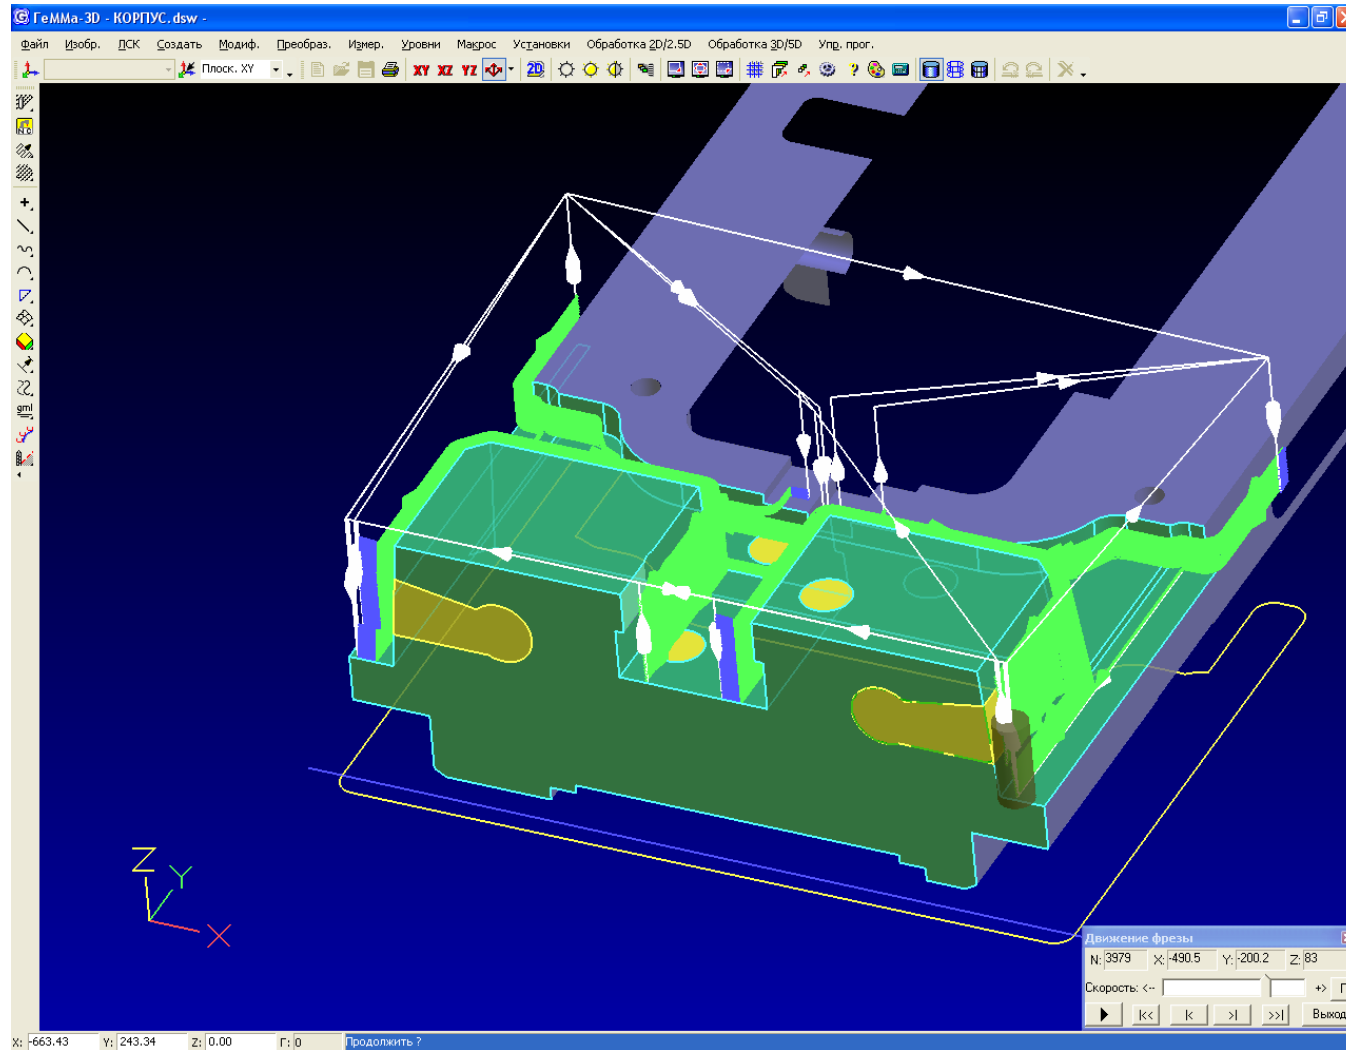 ГеММа-3D - КОРПУС.dsw -
Файл Изобр. ЛСК Создать Модиф. Преобраз. Измер. Уровни Макрос Установки Обработка 2D/2.5D Обработка 3D/5D Упр. прог.
Плоск. XY XY XZ YZ 2D ?
N.C
gml
Z
Y
X
Движение фрезы
N: 3979 X: -490.5 Y: -200.2 Z: 83
Скорость: <-- +>
|<< |< >| >>| Выход
X: -663.43 Y: 243.34 Z: 0.00 Г: 0 Продолжить ?